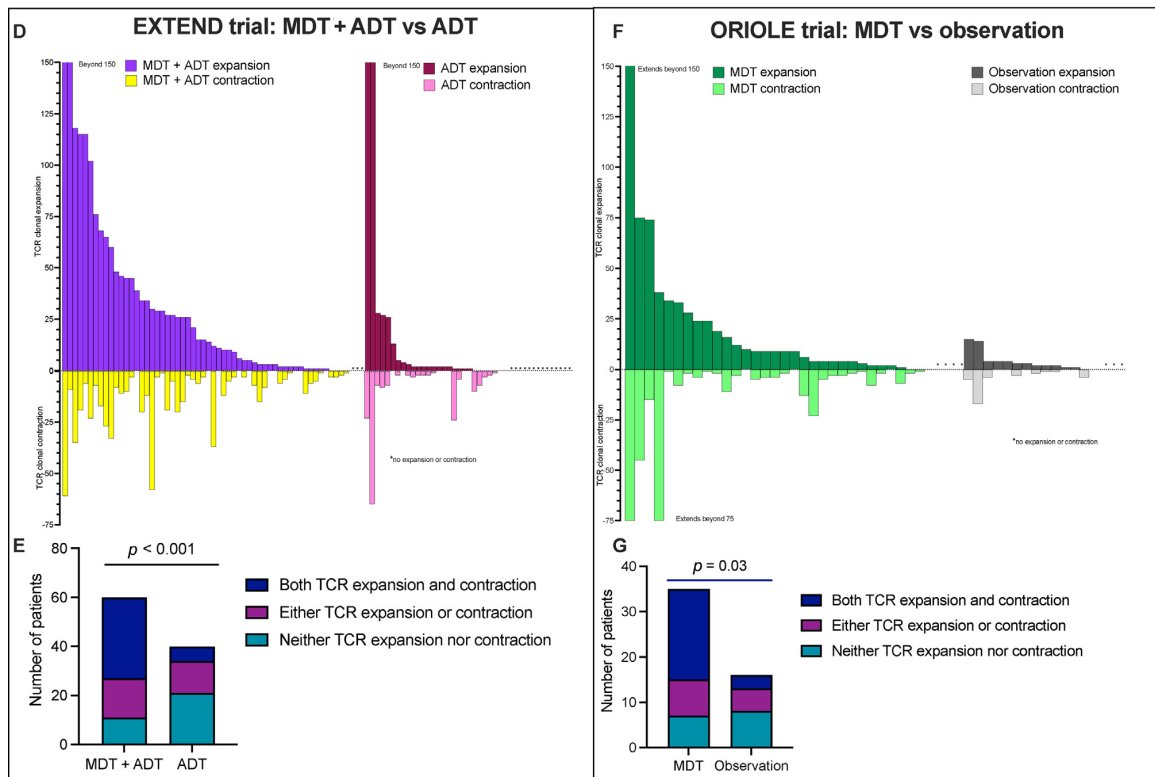 D
EXTEND trial: MDT + ADT vs ADT
Beyond 150
MDT + ADT expansion
MDT + ADT contraction
Beyond 150
ADT expansion
ADT contraction
TCR clonal expansion
150
125
100
75
50
25
0
0
-25
-50
-75
TCR clonal contraction
*no expansion or contraction
F
ORIOLE trial: MDT vs observation
Extends beyond 150
MDT expansion
MDT contraction
Observation expansion
Observation contraction
TCR clonal expansion
150
125
100
75
50
25
0
0
-25
-50
-75
TCR clonal contraction
*no expansion or contraction
Extends beyond 75
E
p < 0.001
Number of patients
80
60
40
20
0
MDT + ADT
ADT
Both TCR expansion and contraction
Either TCR expansion or contraction
Neither TCR expansion nor contraction
G
p = 0.03
Number of patients
40
30
20
10
0
MDT
Observation
Both TCR expansion and contraction
Either TCR expansion or contraction
Neither TCR expansion nor contraction